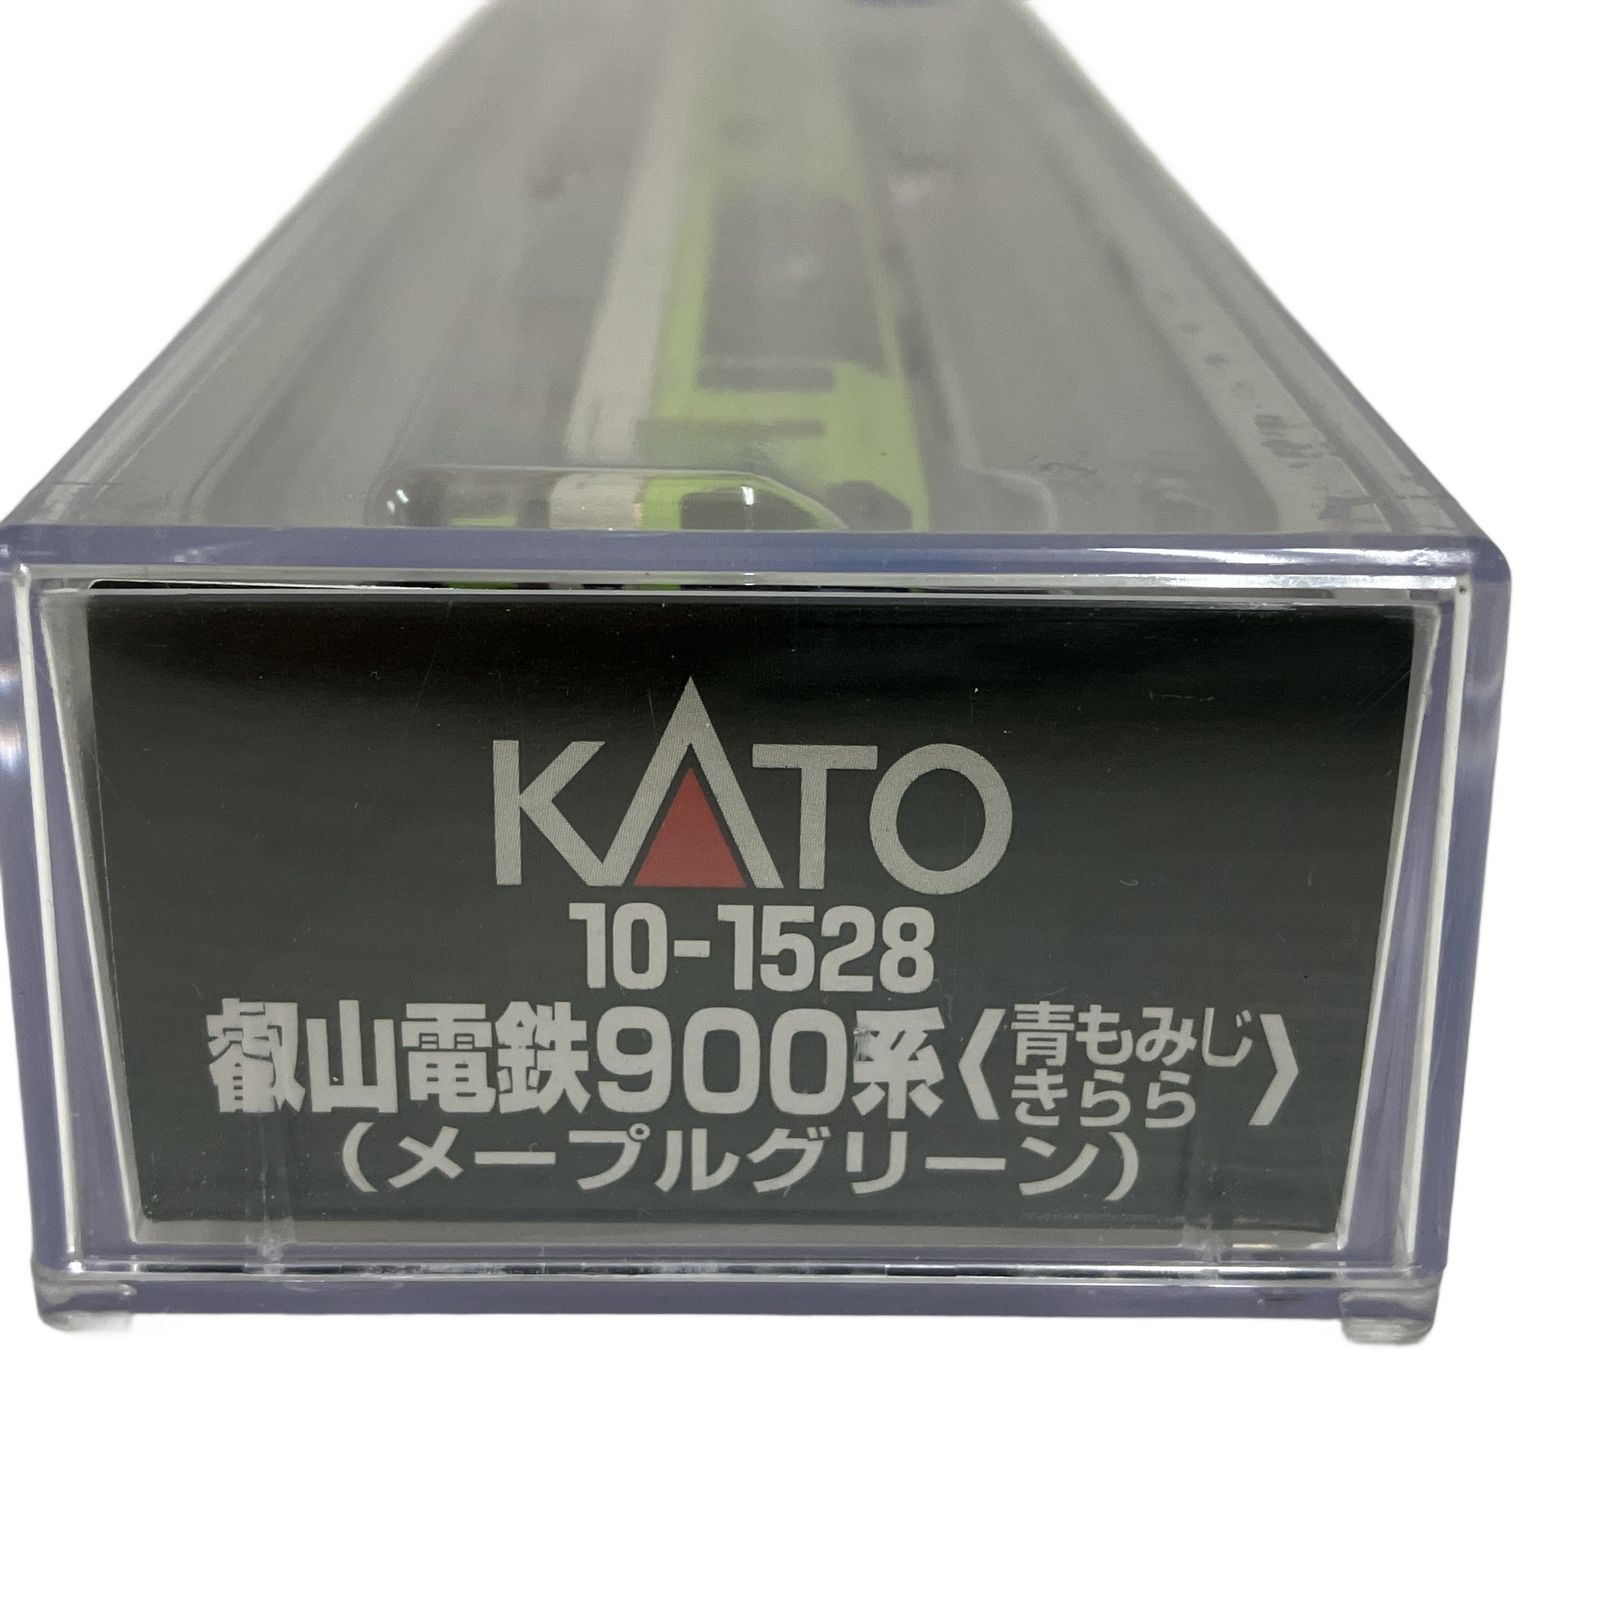 KATO
10-1528
叡山電鉄900系〈青もみじきらら〉
(メープルグリーン)